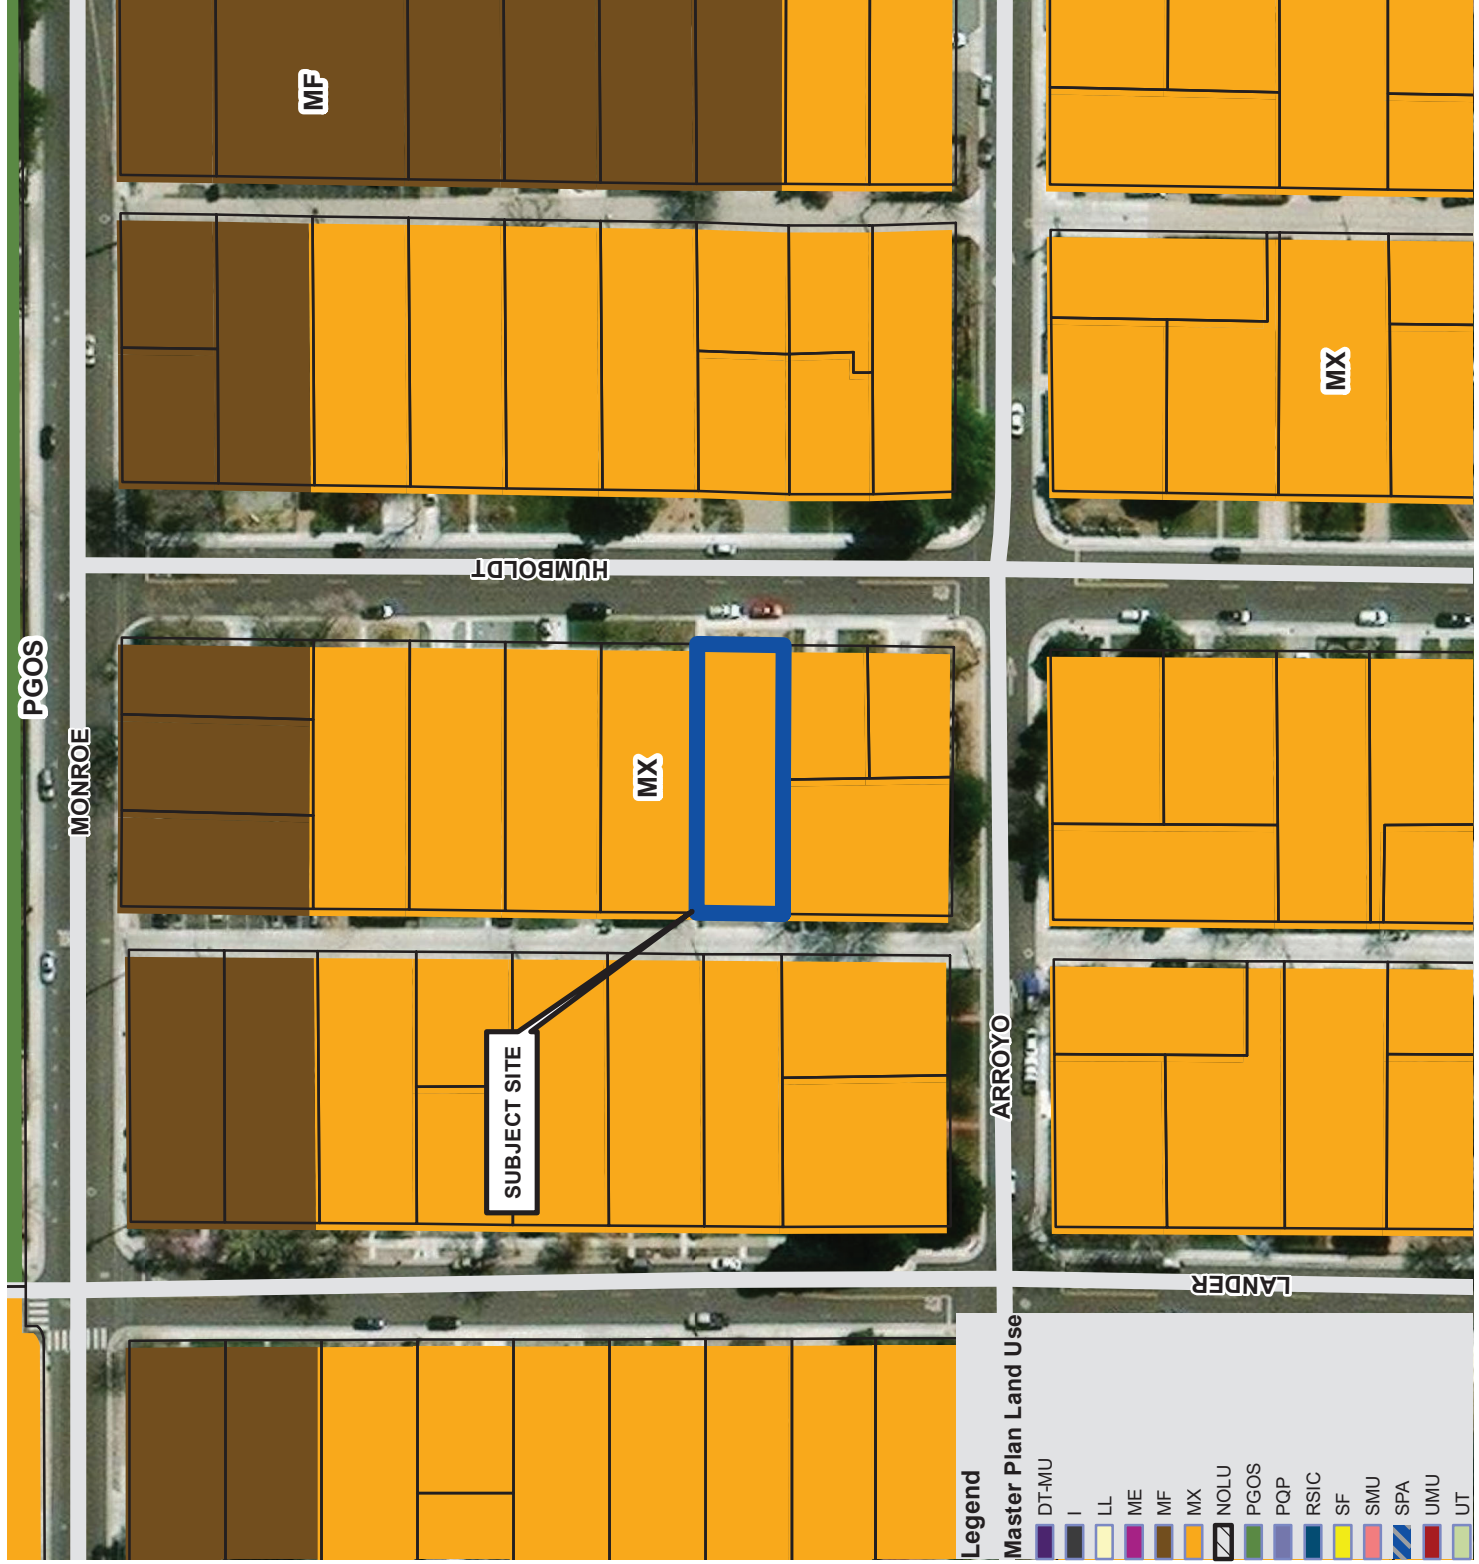 PGOS
MONROE
MF
HUMBOLDT
MX
MX
SUBJECT SITE
ARROYO
LANDER
Legend
Master Plan Land Use
DT-MU
I
LL
ME
MF
MX
NOLU
PGOS
PQP
RSIC
SF
SMU
SPA
UMU
UT